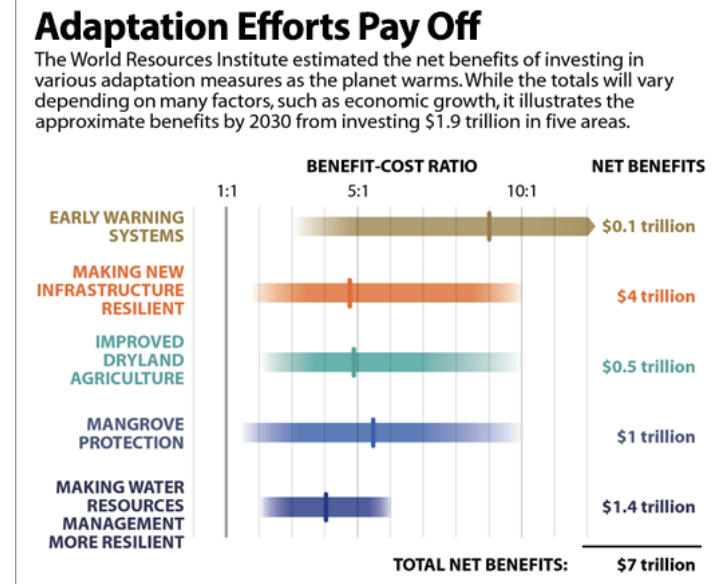 Adaptation Efforts Pay Off
The World Resources Institute estimated the net benefits of investing in
various adaptation measures as the planet warms. While the totals will vary
depending on many factors, such as economic growth, it illustrates the
approximate benefits by 2030 from investing $1.9 trillion in five areas.
BENEFIT-COST RATIO
NET BENEFITS
1:1
5:1
10:1
EARLY WARNING
SYSTEMS
$0.1 trillion
MAKING NEW
INFRASTRUCTURE
RESILIENT
$4 trillion
IMPROVED
DRYLAND
AGRICULTURE
$0.5 trillion
MANGROVE
PROTECTION
$1 trillion
MAKING WATER
RESOURCES
MANAGEMENT
MORE RESILIENT
$1.4 trillion
TOTAL NET BENEFITS:
$7 trillion